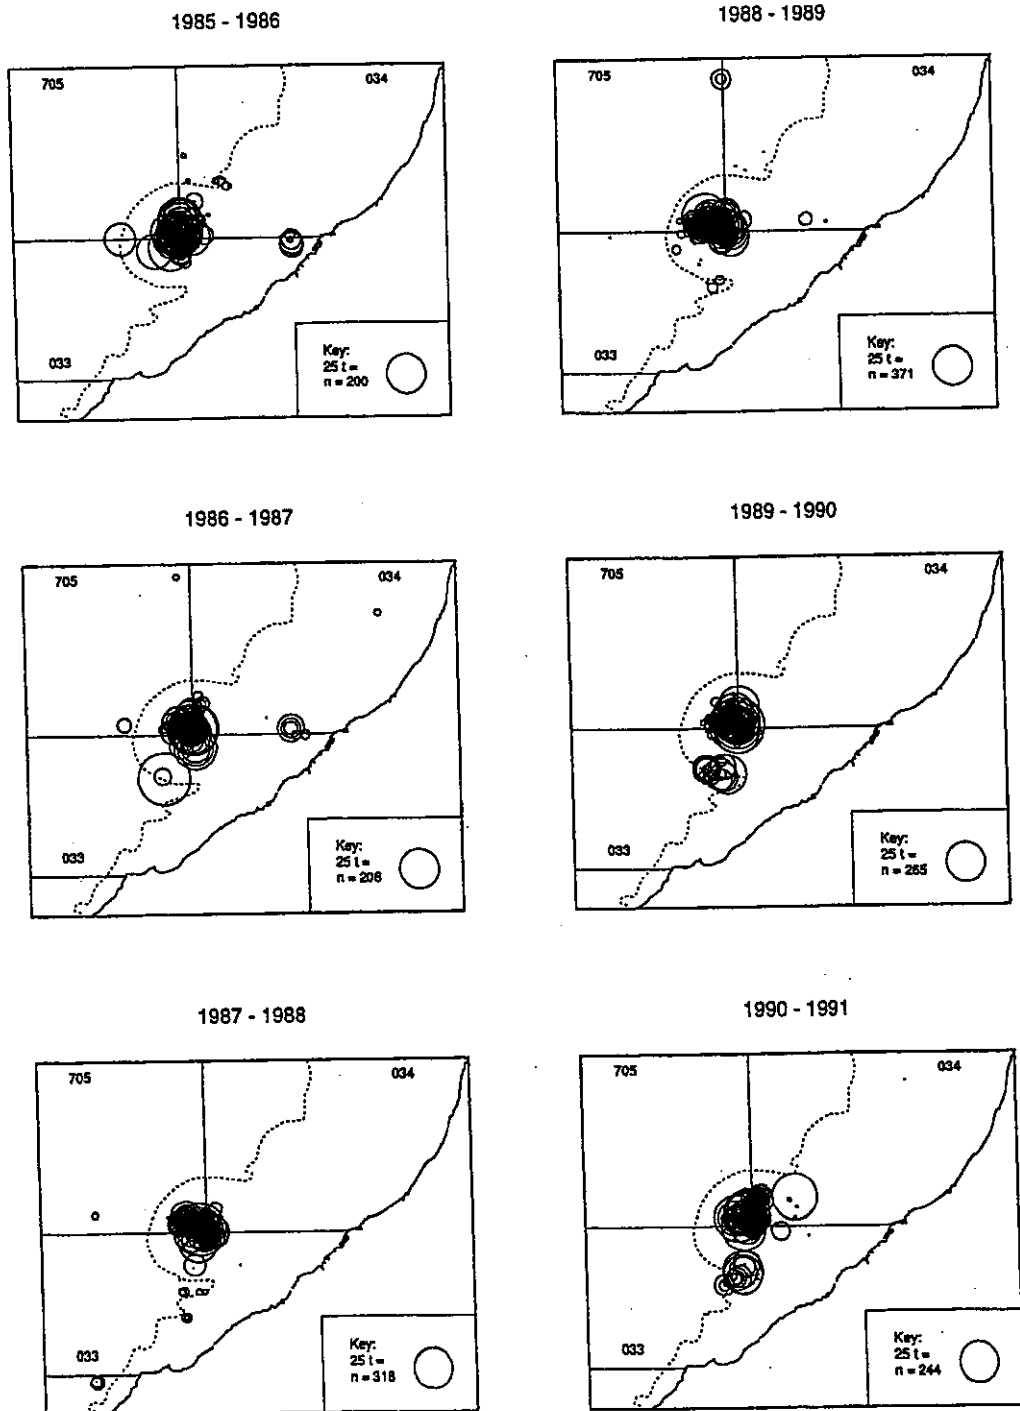 1985 - 1986
705
034
033
Key:
25 t =
n = 200
1988 - 1989
705
034
033
Key:
25 t =
n = 371
1986 - 1987
705
034
033
Key:
25 t =
n = 206
1989 - 1990
705
034
033
Key:
25 t =
n = 265
1987 - 1988
705
034
033
Key:
25 t =
n = 318
1990 - 1991
705
034
033
Key:
25 t =
n = 244